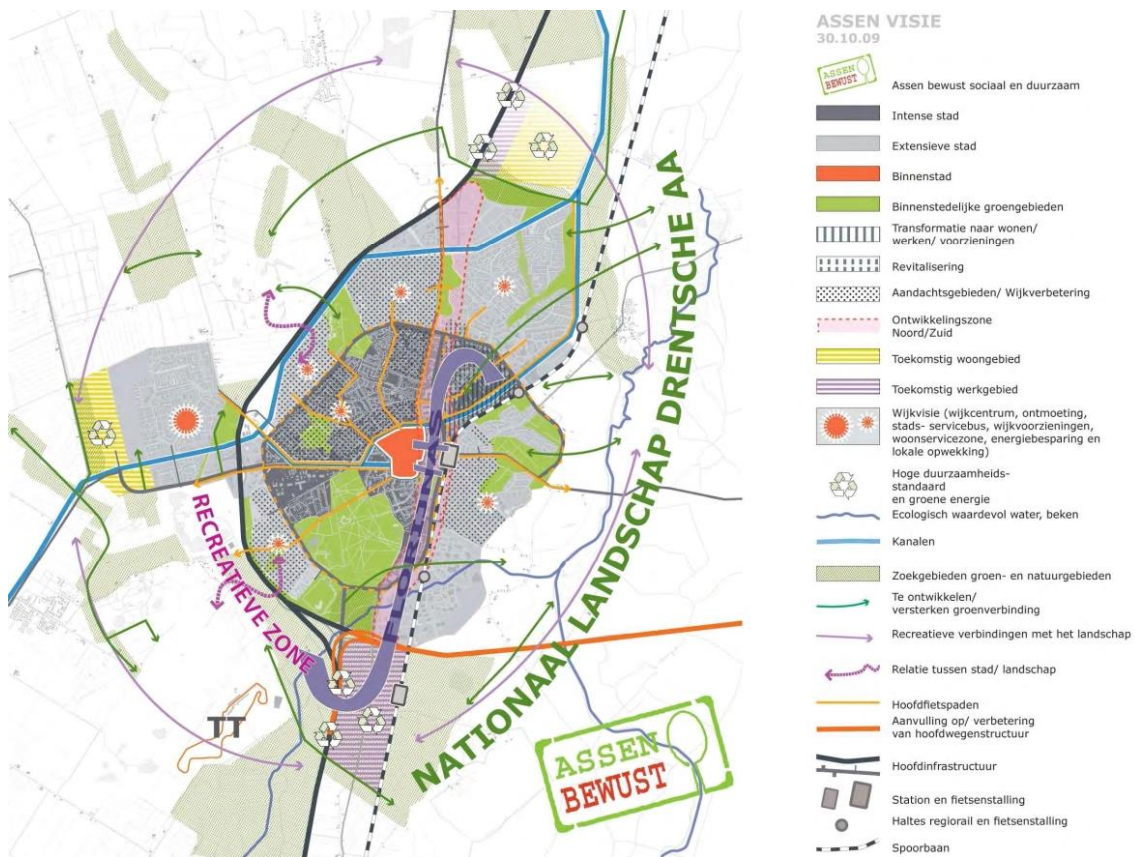 NATIONAAL LANDSCHAP DRENTSCHE AA
RECREATIEVE ZONE
TT
ASSEN
BEWUST
ASSEN VISIE
30.10.09
ASSEN
BEWUST
Assen bewust sociaal en duurzaam
Intense stad
Extensieve stad
Binnenstad
Binnenstedelijke groengebieden
Transformatie naar wonen/
werken/ voorzieningen
Revitalisering
Aandachtsgebieden/ Wijkverbetering
Ontwikkelingszone
Noord/Zuid
Toekomstig woongebied
Toekomstig werkgebied
Wijkvisie (wijkcentrum, ontmoeting,
stads- servicebus, wijkvoorzieningen,
woonservicezone, energiebesparing en
lokale opwekking)
Hoge duurzaamheids-
standaard
en groene energie
Ecologisch waardevol water, beken
Kanalen
Zoekgebieden groen- en natuurgebieden
Te ontwikkelen/
versterken groenverbinding
Recreatieve verbindingen met het landschap
Relatie tussen stad/ landschap
Hoofdfietspaden
Aanvulling op/ verbetering
van hoofdwegenstructuur
Hoofdinfrastructuur
Station en fietsenstalling
Haltes regiorail en fietsenstalling
Spoorbaan